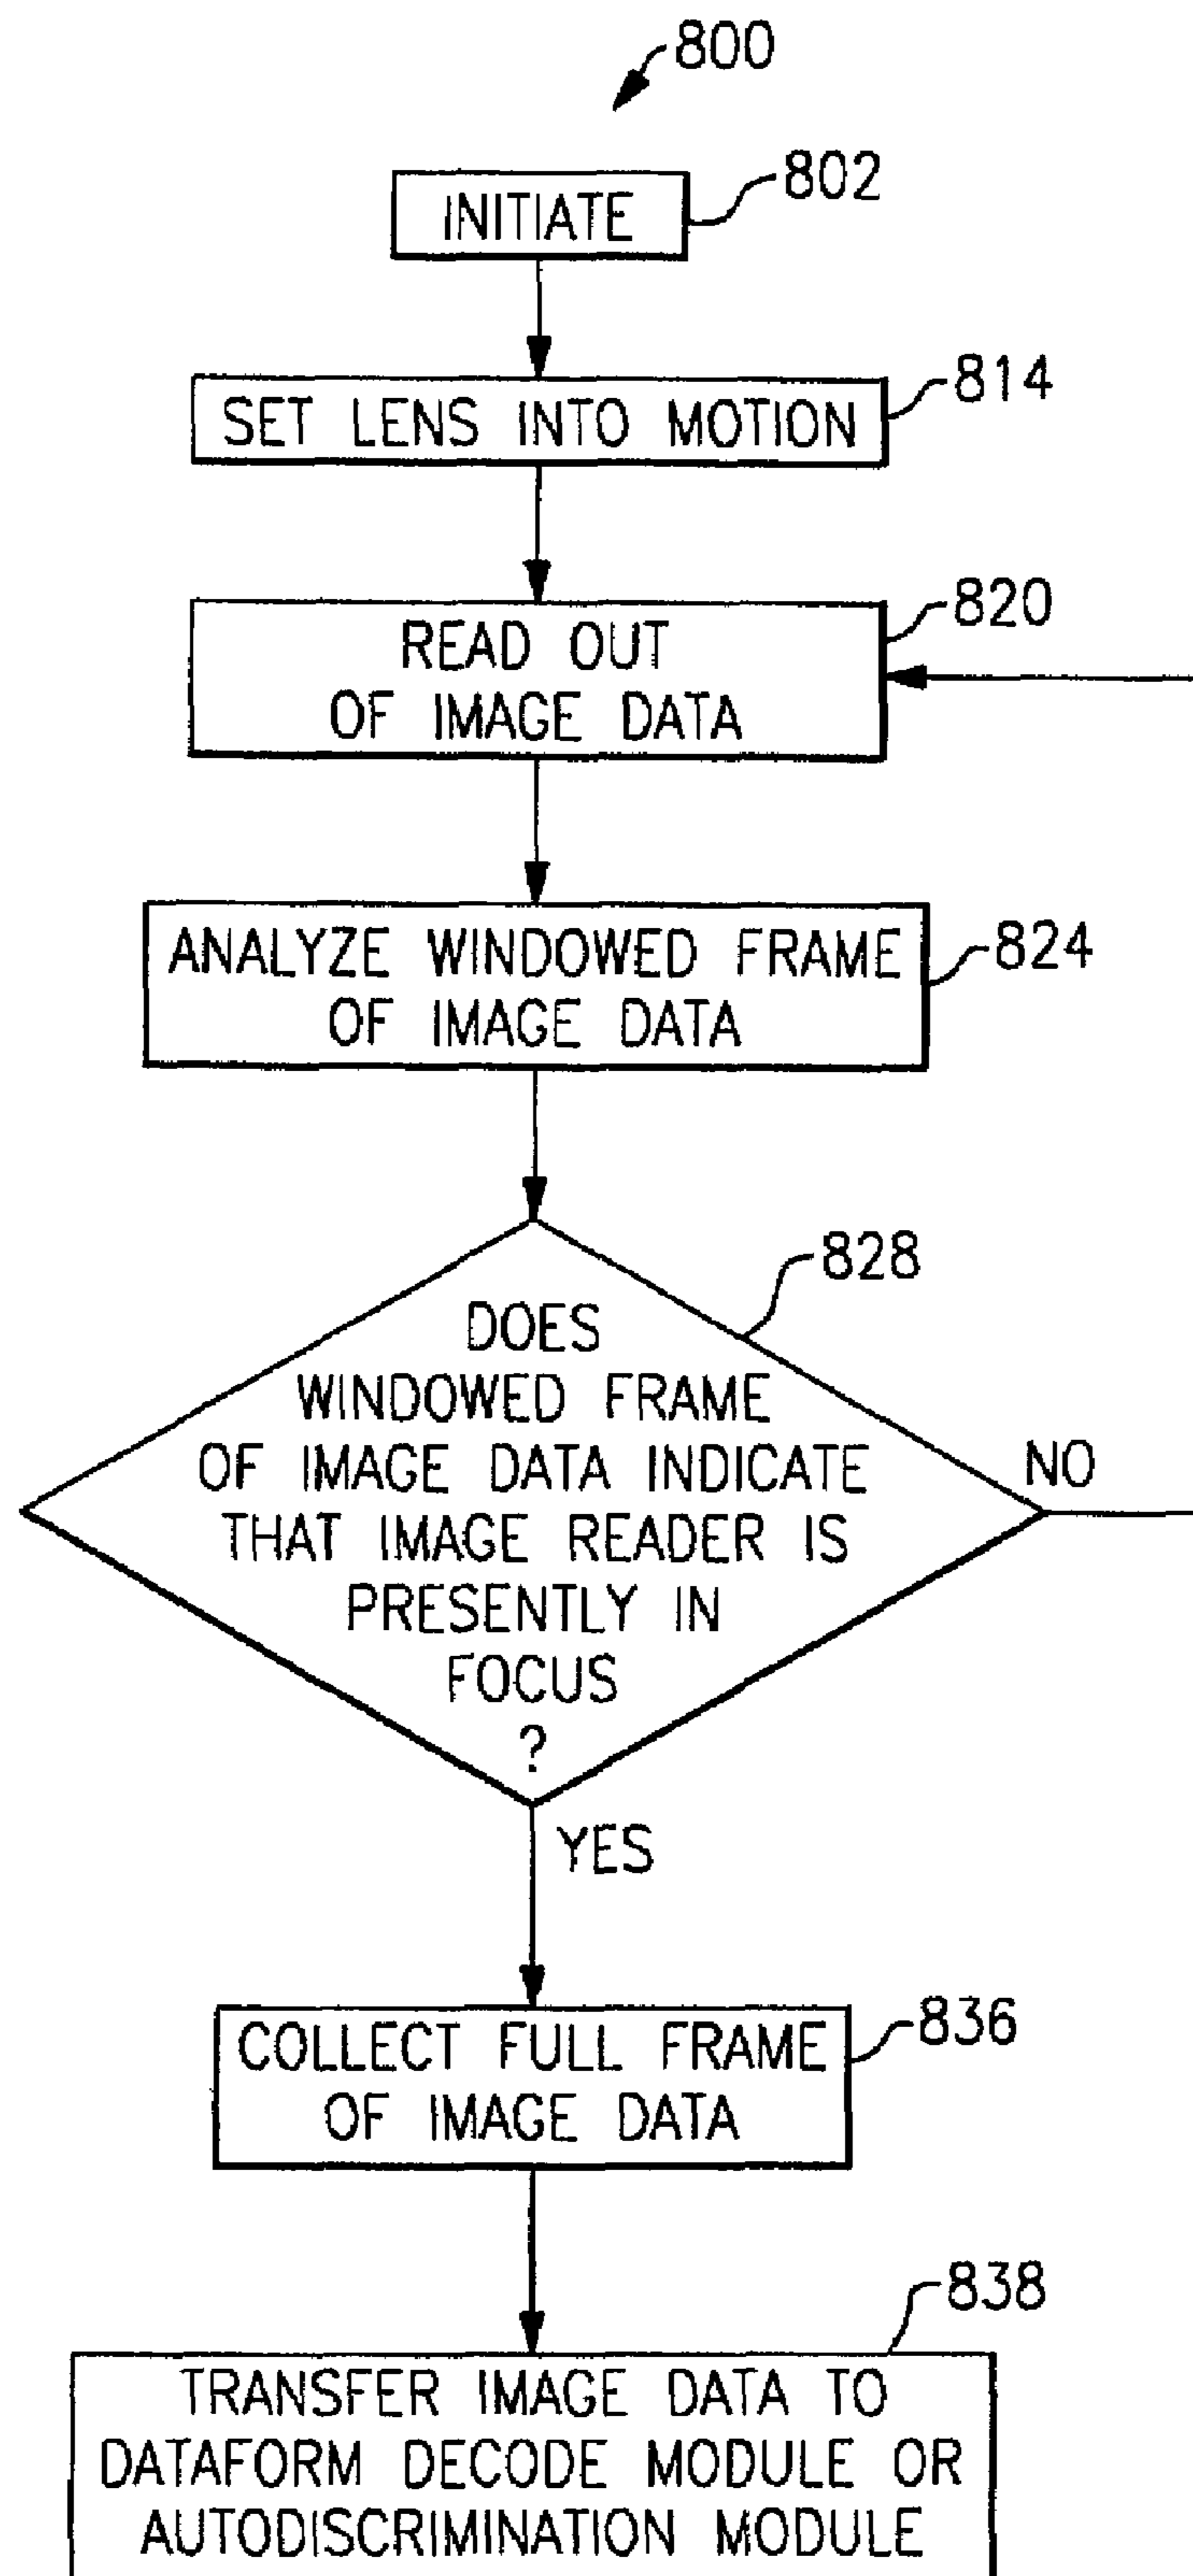 800
INITIATE
802
SET LENS INTO MOTION
814
READ OUT
OF IMAGE DATA
820
ANALYZE WINDOWED FRAME
OF IMAGE DATA
824
828
DOES
WINDOWED FRAME
OF IMAGE DATA INDICATE
THAT IMAGE READER IS
PRESENTLY IN
FOCUS
?
NO
YES
COLLECT FULL FRAME
OF IMAGE DATA
836
838
TRANSFER IMAGE DATA TO
DATAFORM DECODE MODULE OR
AUTODISCRIMINATION MODULE